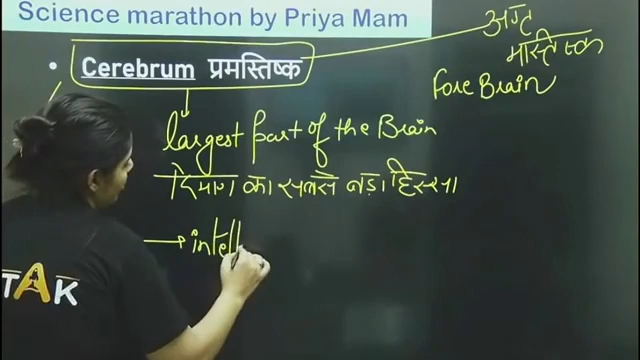 Science marathon by Priya Mam
अग्र
मस्तिष्क
Fore Brain
• Cerebrum प्रमस्तिष्क
largest part of the Brain
दिमाग का सबसे बड़ा हिस्सा
→ intell
TAK